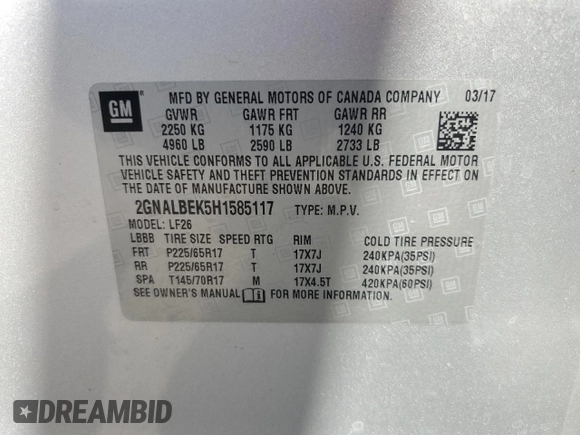 GM
MFD BY GENERAL MOTORS OF CANADA COMPANY 03/17
GVWR GAWR FRT GAWR RR
2250 KG 1175 KG 1240 KG
4960 LB 2590 LB 2733 LB
THIS VEHICLE CONFORMS TO ALL APPLICABLE U.S. FEDERAL MOTOR
VEHICLE SAFETY AND THEFT PREVENTION STANDARDS IN EFFECT ON
THE DATE OF MANUFACTURE SHOWN ABOVE.
2GNALBEK5H1585117 TYPE: M.P.V.
MODEL: LF26
LBBB TIRE SIZE SPEED RTG RIM COLD TIRE PRESSURE
FRT P225/65R17 T 17X7J 240KPA(35PSI)
RR P225/65R17 T 17X7J 240KPA(35PSI)
SPA T145/70R17 M 17X4.5T 420KPA(60PSI)
SEE OWNER'S MANUAL FOR MORE INFORMATION.
DREAMBID